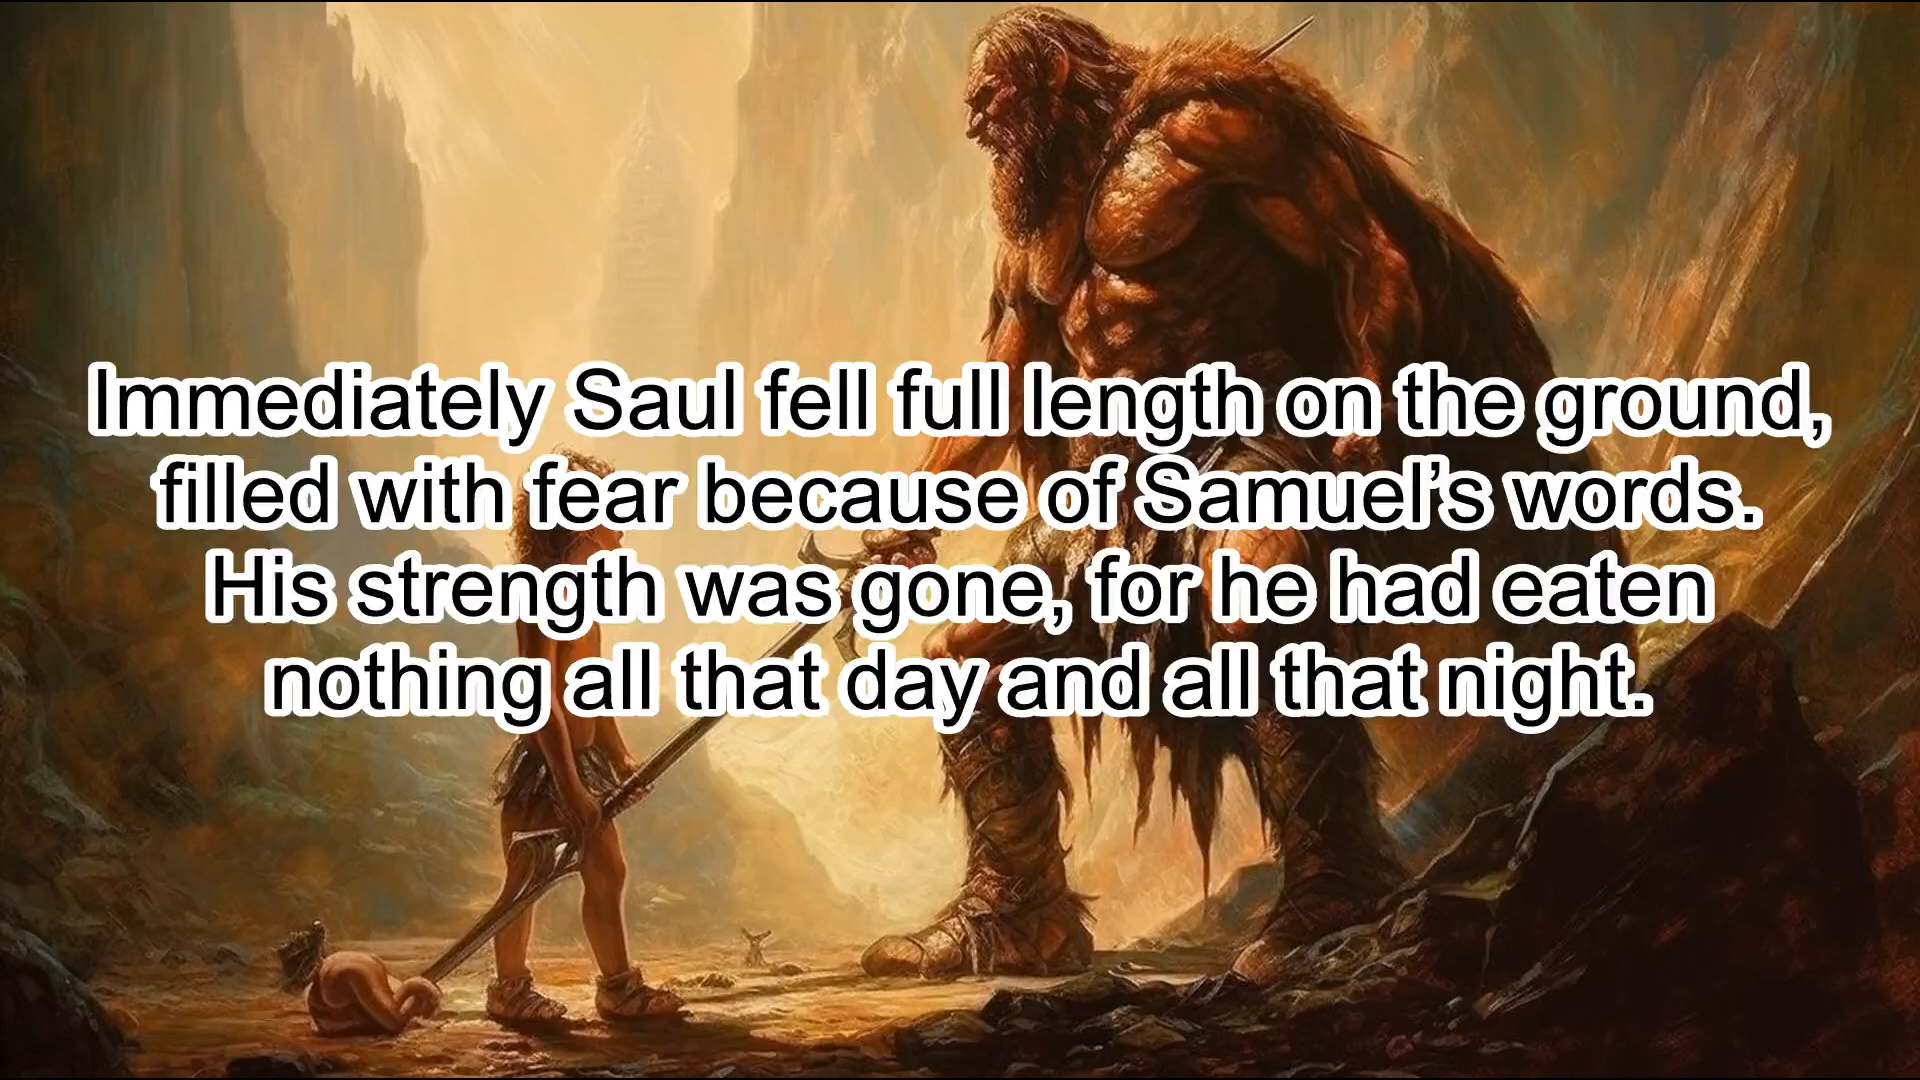 Immediately Saul fell full length on the ground,
filled with fear because of Samuel’s words.
His strength was gone, for he had eaten
nothing all that day and all that night.